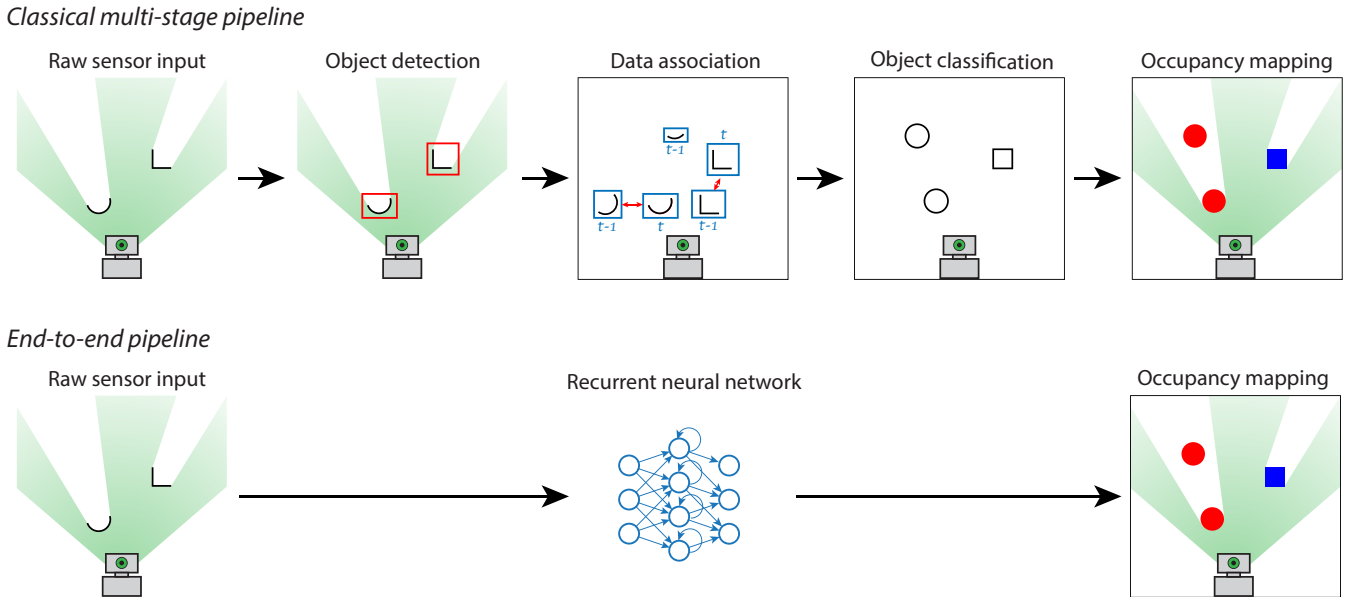 Classical multi-stage pipeline
Raw sensor input
Object detection
Data association
Object classification
Occupancy mapping
t-1
t
t-1
t
t-1
End-to-end pipeline
Raw sensor input
Recurrent neural network
Occupancy mapping